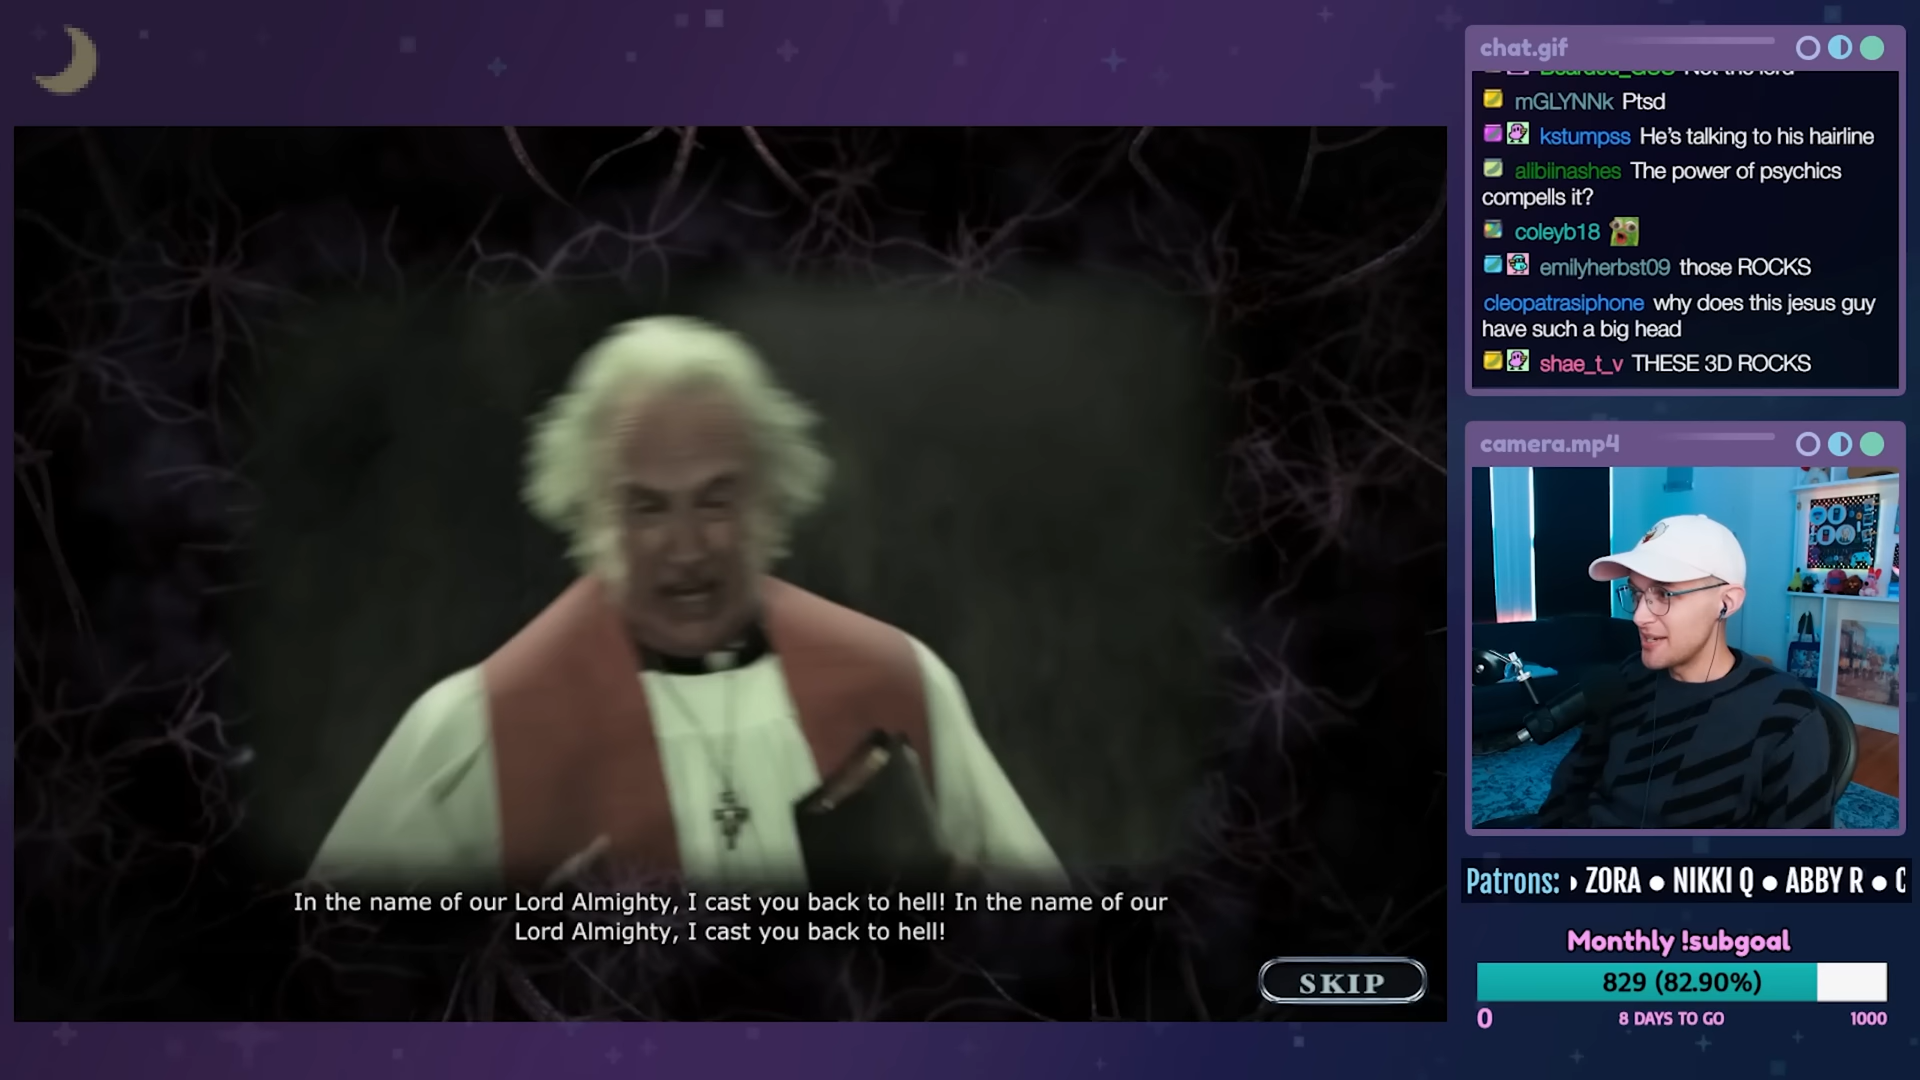 chat.gif
mGLYNNk Ptsd
kstumpss He's talking to his hairline
alibiinashes The power of psychics
compells it?
coleyb18
emilyherbst09 those ROCKS
cleopatrasiphone why does this jesus guy
have such a big head
shae_t_v THESE 3D ROCKS
camera.mp4
In the name of our Lord Almighty, I cast you back to hell! In the name of our
Lord Almighty, I cast you back to hell!
SKIP
Patrons: ZORA ● NIKKI Q ● ABBY R ●
Monthly !subgoal
829 (82.90%)
0 8 DAYS TO GO 1000